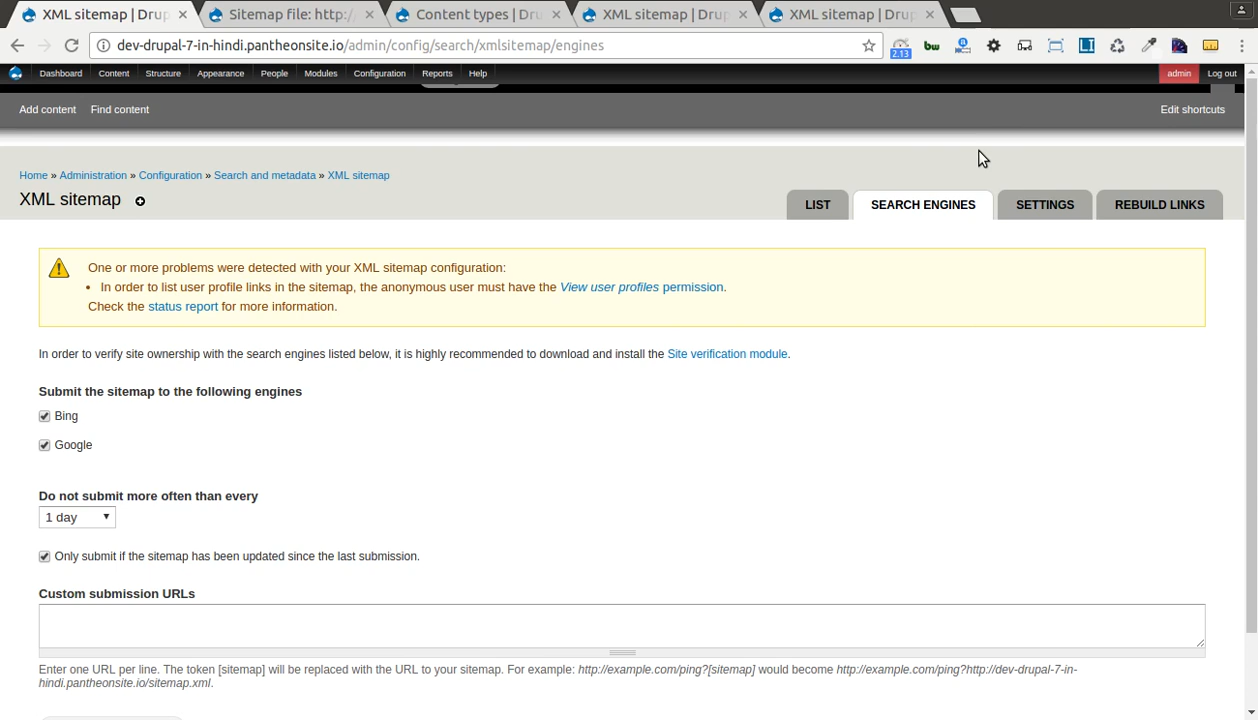 XML sitemap | Drup
Sitemap file: http:/
Content types | Dru
XML sitemap | Drup
XML sitemap | Drup
dev-drupal-7-in-hindi.pantheonsite.io/admin/config/search/xmlsitemap/engines
2.13
bw
LI
Dashboard Content Structure Appearance People Modules Configuration Reports Help admin Log out
Add content Find content Edit shortcuts
Home » Administration » Configuration » Search and metadata » XML sitemap
XML sitemap
LIST SEARCH ENGINES SETTINGS REBUILD LINKS
One or more problems were detected with your XML sitemap configuration:
• In order to list user profile links in the sitemap, the anonymous user must have the View user profiles permission.
Check the status report for more information.
In order to verify site ownership with the search engines listed below, it is highly recommended to download and install the Site verification module.
Submit the sitemap to the following engines
Bing
Google
Do not submit more often than every
1 day
Only submit if the sitemap has been updated since the last submission.
Custom submission URLs
Enter one URL per line. The token [sitemap] will be replaced with the URL to your sitemap. For example: http://example.com/ping?[sitemap] would become http://example.com/ping?http://dev-drupal-7-in-
hindi.pantheonsite.io/sitemap.xml.